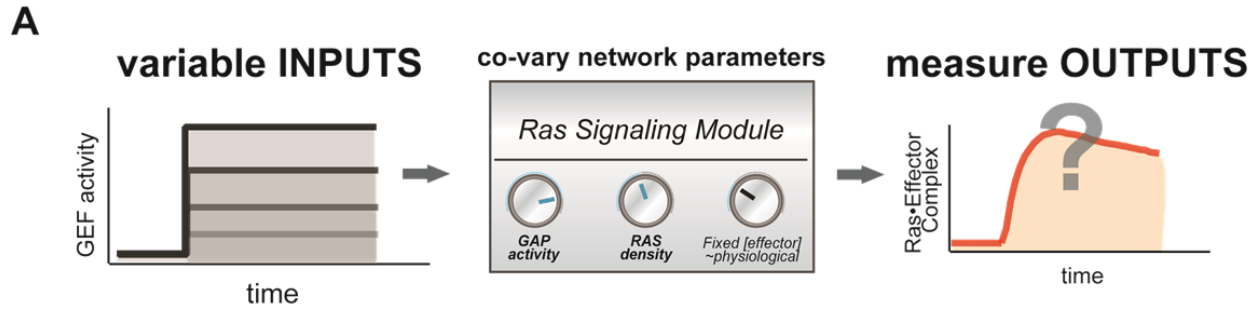 A
variable INPUTS
co-vary network parameters
measure OUTPUTS
GEF activity
time
Ras Signaling Module
GAP
activity
RAS
density
Fixed [effector]
~physiological
Ras•Effector
Complex
?
time